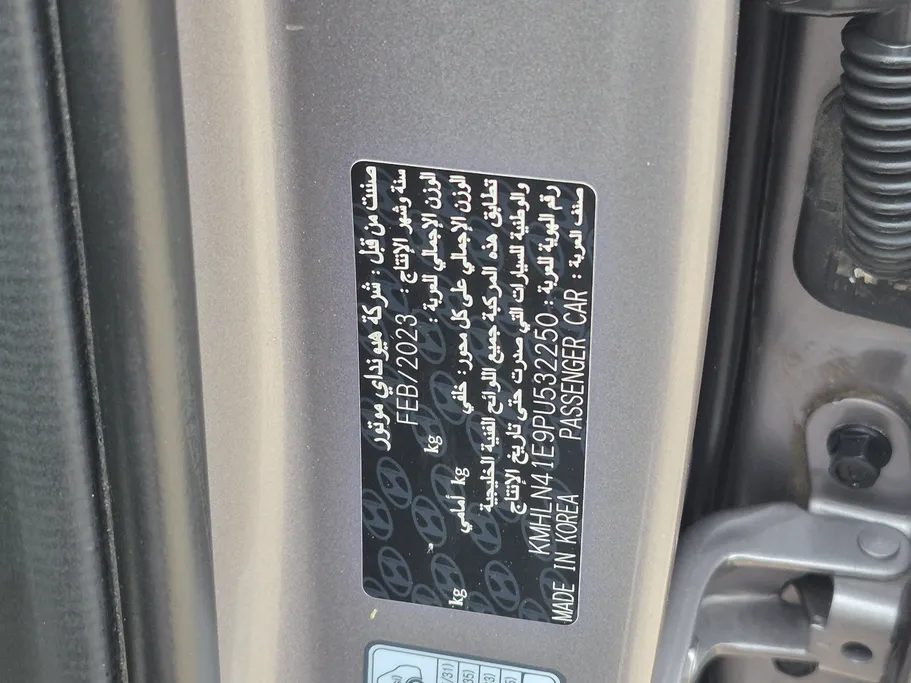 صنعت من قبل : شركة هيونداي موتور
سنة وشهر الإنتاج : FEB/2023
الوزن الإجمالي للعربة : kg
الوزن الإجمالي على كل محور : خلفي kg أمامي kg
تطابق هذه المركبة جميع اللوائح الفنية الخليجية
والوطنية للسيارات التي صدرت حتى تاريخ الإنتاج
رقم الهوية للعربة : KMHLN41E9PU532250
صنف العربة : PASSENGER CAR MADE IN KOREA